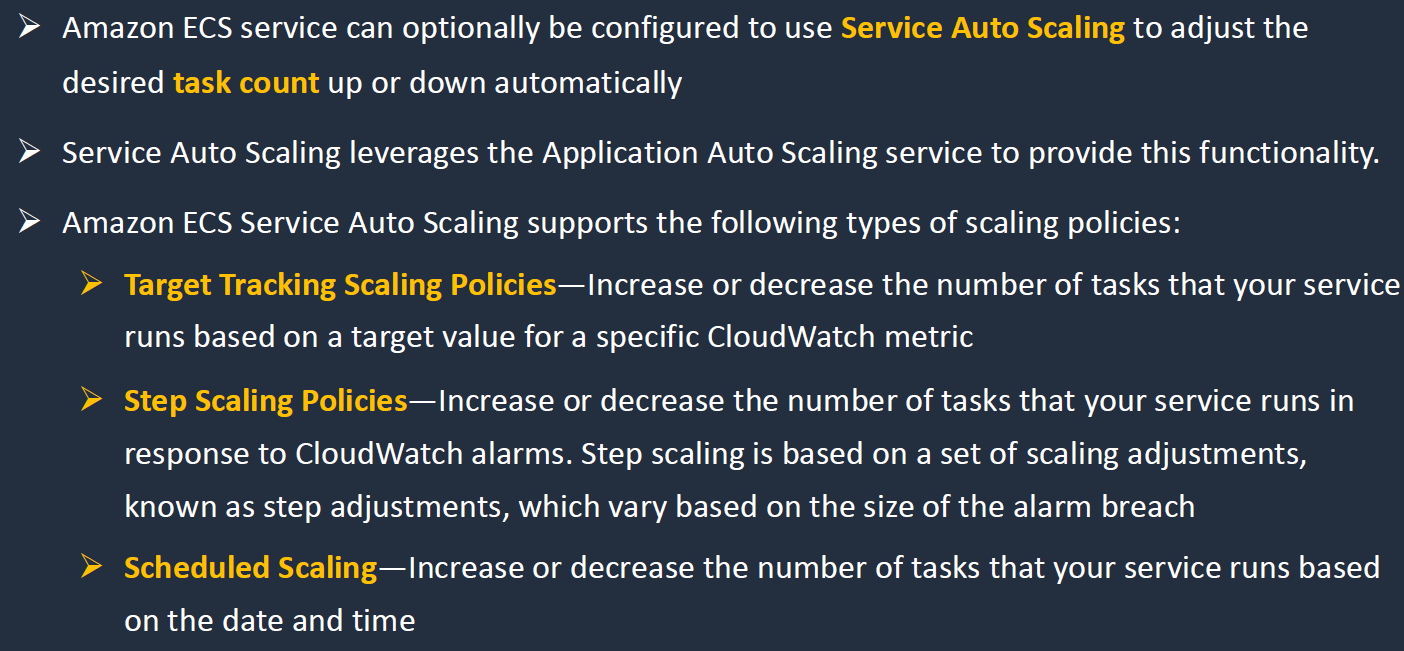 ➢ Amazon ECS service can optionally be configured to use Service Auto Scaling to adjust the
desired task count up or down automatically
➢ Service Auto Scaling leverages the Application Auto Scaling service to provide this functionality.
➢ Amazon ECS Service Auto Scaling supports the following types of scaling policies:
➢ Target Tracking Scaling Policies—Increase or decrease the number of tasks that your service
runs based on a target value for a specific CloudWatch metric
➢ Step Scaling Policies—Increase or decrease the number of tasks that your service runs in
response to CloudWatch alarms. Step scaling is based on a set of scaling adjustments,
known as step adjustments, which vary based on the size of the alarm breach
➢ Scheduled Scaling—Increase or decrease the number of tasks that your service runs based
on the date and time